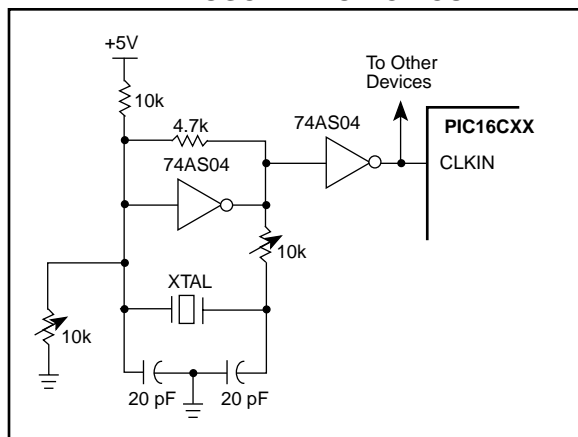 +5V
10k
4.7k
74AS04
74AS04
To Other
Devices
PIC16CXX
CLKIN
10k
XTAL
10k
20 pF
20 pF